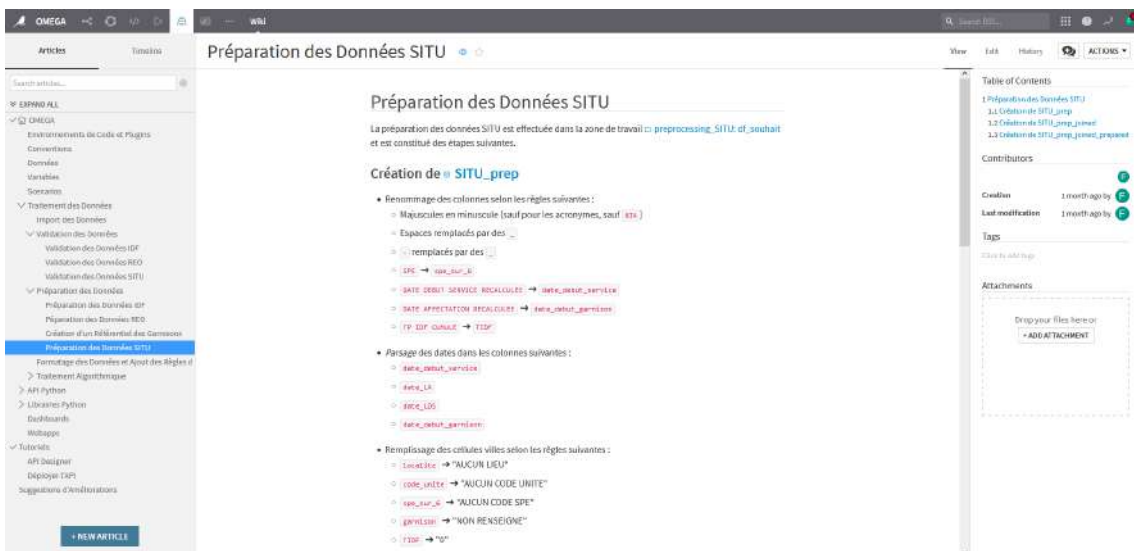 OMEGA
Wiki
Articles
Timeline
Préparation des Données SITU
View
Edit
History
ACTIONS
Search articles...
EXPAND ALL
OMEGA
Environnements de Code et Plugins
Conventions
Données
Variables
Scenarios
Traitement des Données
Import des Données
Validation des Données
Validation des Données IDF
Validation des Données REO
Validation des Données SITU
Préparation des Données
Préparation des Données IDF
Préparation des Données REO
Création d'un Référentiel des Garnisons
Préparation des Données SITU
Formatage des Données et Ajout des Règles d
Traitement Algorithmique
API Python
Librairies Python
Dashboards
Webapps
Tutoriels
API Designer
Déployer l'API
Suggestions d'Améliorations
+ NEW ARTICLE
Préparation des Données SITU
La préparation des données SITU est effectuée dans la zone de travail preprocessing_SITU: df_souhait
et est constitué des étapes suivantes.
Création de SITU_prep
Renommage des colonnes selon les règles suivantes :
Majuscules en minuscule (sauf pour les acronymes, sauf )
Espaces remplacés par des _
- remplacés par des _
SPE → spe_sur_6
DATE DEBUT SERVICE RECALCULEE → date_debut_service
DATE AFFECTATION RECALCULEE → date_debut_garnison
TP IDF CUMULE → TIDF
Parsage des dates dans les colonnes suivantes :
date_debut_service
date_LA
date_LDS
date_debut_garnison
Remplissage des cellules villes selon les règles suivantes :
localite → "AUCUN LIEU"
code_unite → "AUCUN CODE UNITE"
spe_sur_6 → "AUCUN CODE SPE"
garnison → "NON RENSEIGNE"
TIDF → "0"
Table of Contents
1 Préparation des Données SITU
1.1 Création de SITU_prep
1.2 Création de SITU_prep_joined
1.3 Création de SITU_prep_joined_prepared
Contributors
F
Creation
1 month ago by F
Last modification
1 month ago by F
Tags
Click to add tags
Attachments
Drop your files here or
+ ADD ATTACHMENT